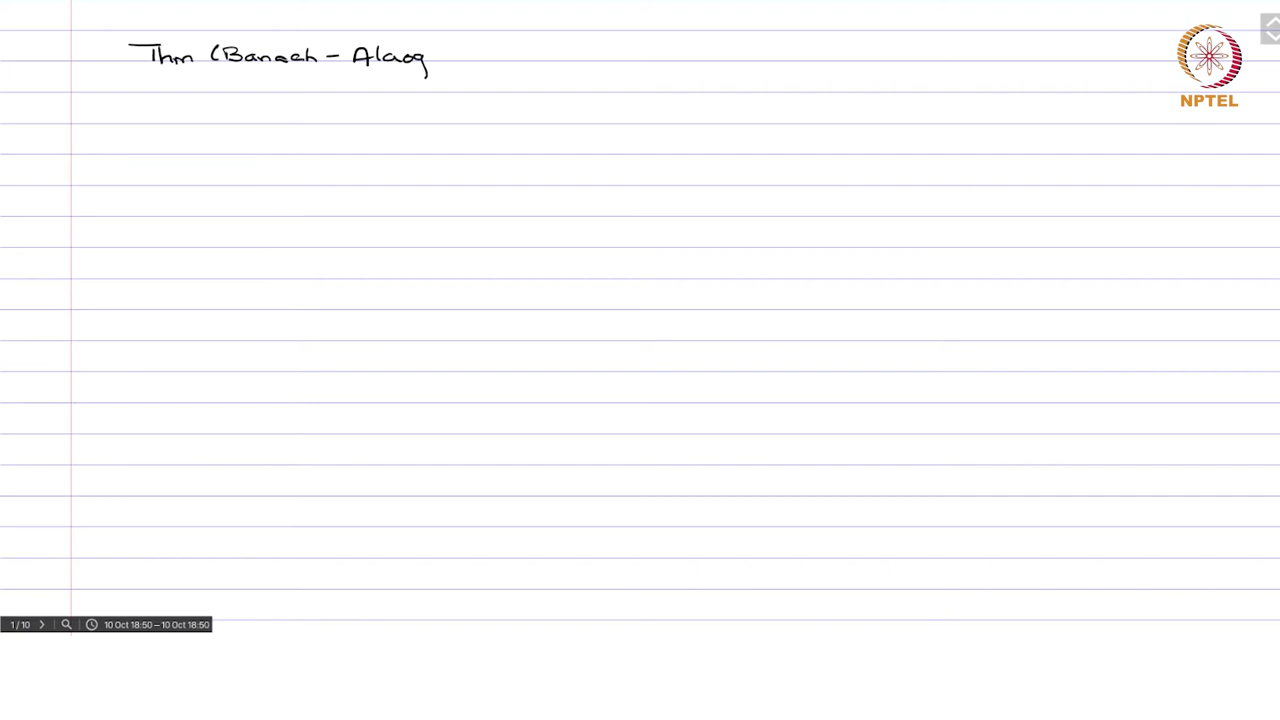 Thm (Banach - Alaog
NPTEL
1 / 10
10 Oct 18:50 – 10 Oct 18:50